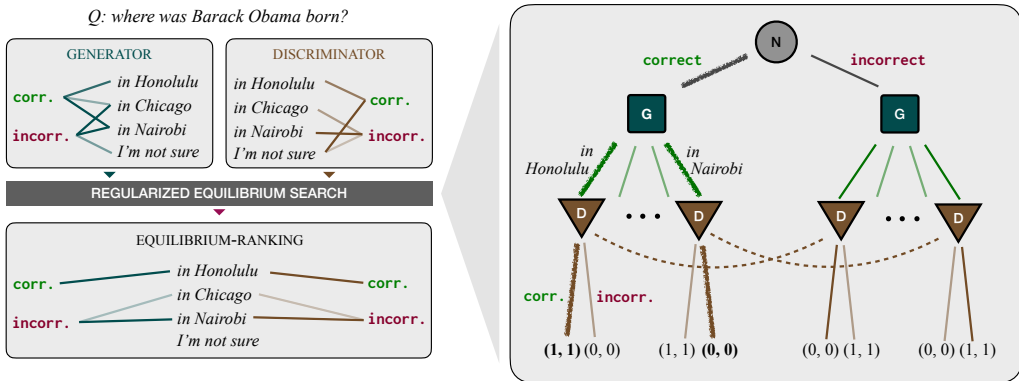 Q: where was Barack Obama born?
GENERATOR
corr.
incorr.
in Honolulu
in Chicago
in Nairobi
I'm not sure
DISCRIMINATOR
in Honolulu
in Chicago
in Nairobi
I'm not sure
corr.
incorr.
REGULARIZED EQUILIBRIUM SEARCH
EQUILIBRIUM-RANKING
corr.
incorr.
in Honolulu
in Chicago
in Nairobi
I'm not sure
corr.
incorr.
N
correct
incorrect
G
G
in
Honolulu
in
Nairobi
D
• • •
D
D
• • •
D
corr.
incorr.
(1, 1) (0, 0)
(1, 1) (0, 0)
(0, 0) (1, 1)
(0, 0) (1, 1)